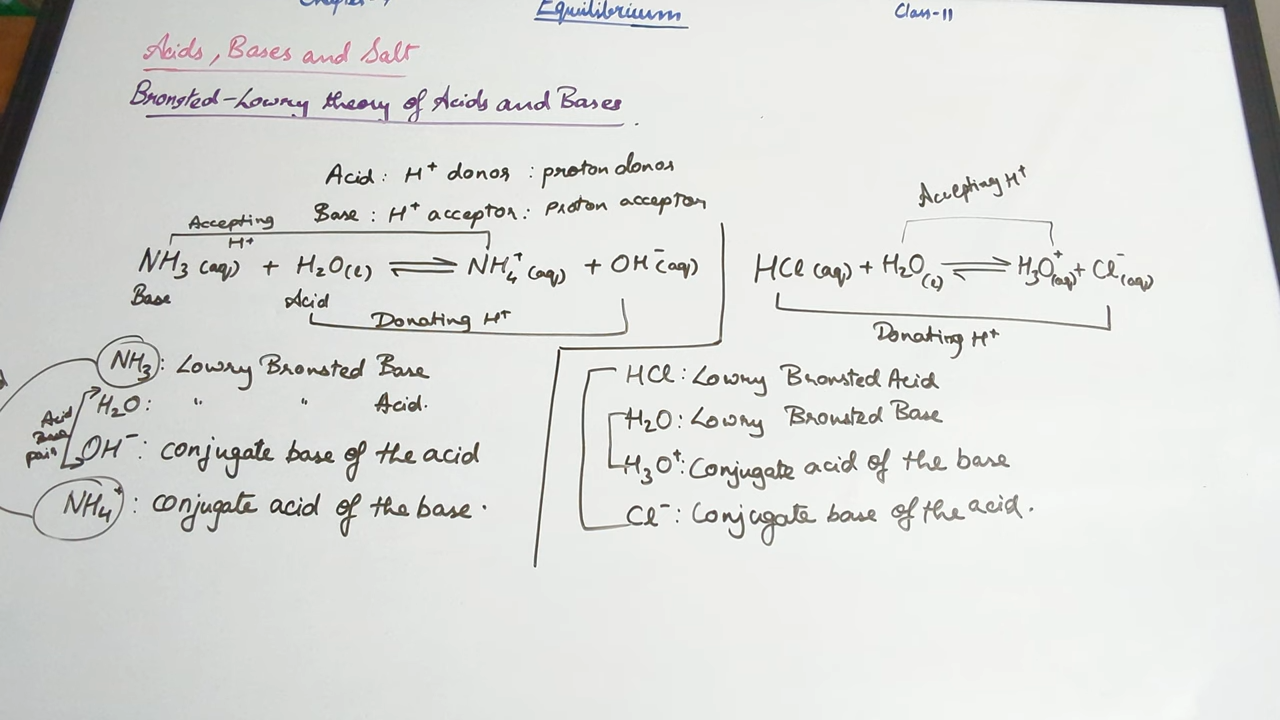 Equilibrium
Class-11
Acids, Bases and Salt
Bronsted-Lowry theory of Acids and Bases
Acid: H⁺ donor : proton donor
Base : H⁺ acceptor: Proton acceptor
Accepting
H⁺
NH₃ (aq) + H₂O(l) ⇌ NH₄⁺ (aq) + OH⁻(aq)
Base
Acid
Donating H⁺
NH₃ : Lowry Bronsted Base
H₂O: " " Acid.
OH⁻: conjugate base of the acid
NH₄⁺ : conjugate acid of the base.
Acid
Base
pair
Accepting H⁺
HCl (aq) + H₂O(l) ⇌ H₃O⁺(aq) + Cl⁻(aq)
Donating H⁺
HCl: Lowry Bronsted Acid
H₂O: Lowry Bronsted Base
H₃O⁺: Conjugate acid of the base
Cl⁻: Conjugate base of the acid.